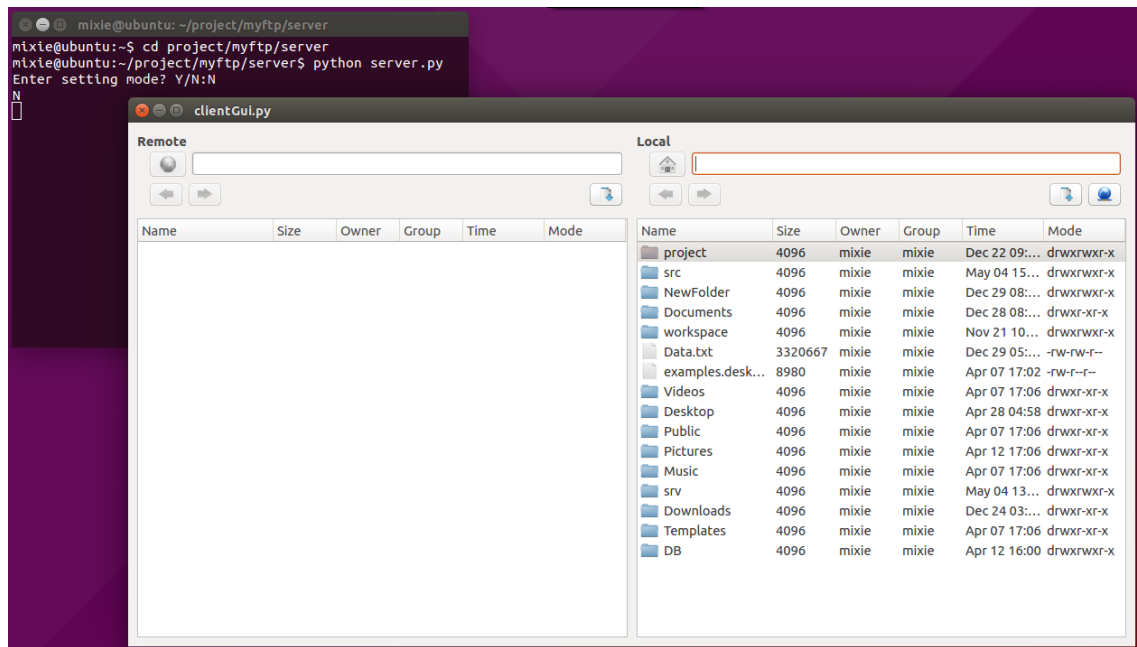 mixie@ubuntu: ~/project/myftp/server
mixie@ubuntu:~$ cd project/myftp/server
mixie@ubuntu:~/project/myftp/server$ python server.py
Enter setting mode? Y/N:N
N
clientGui.py
Remote
Local
Name Size Owner Group Time Mode
Name Size Owner Group Time Mode
project 4096 mixie mixie Dec 22 09:... drwxrwxr-x
src 4096 mixie mixie May 04 15... drwxrwxr-x
NewFolder 4096 mixie mixie Dec 29 08:... drwxrwxr-x
Documents 4096 mixie mixie Dec 28 08:... drwxr-xr-x
workspace 4096 mixie mixie Nov 21 10... drwxrwxr-x
Data.txt 3320667 mixie mixie Dec 29 05:... -rw-rw-r--
examples.desk... 8980 mixie mixie Apr 07 17:02 -rw-r--r--
Videos 4096 mixie mixie Apr 07 17:06 drwxr-xr-x
Desktop 4096 mixie mixie Apr 28 04:58 drwxr-xr-x
Public 4096 mixie mixie Apr 07 17:06 drwxr-xr-x
Pictures 4096 mixie mixie Apr 12 17:06 drwxr-xr-x
Music 4096 mixie mixie Apr 07 17:06 drwxr-xr-x
srv 4096 mixie mixie May 04 13... drwxrwxr-x
Downloads 4096 mixie mixie Dec 24 03:... drwxr-xr-x
Templates 4096 mixie mixie Apr 07 17:06 drwxr-xr-x
DB 4096 mixie mixie Apr 12 16:00 drwxrwxr-x